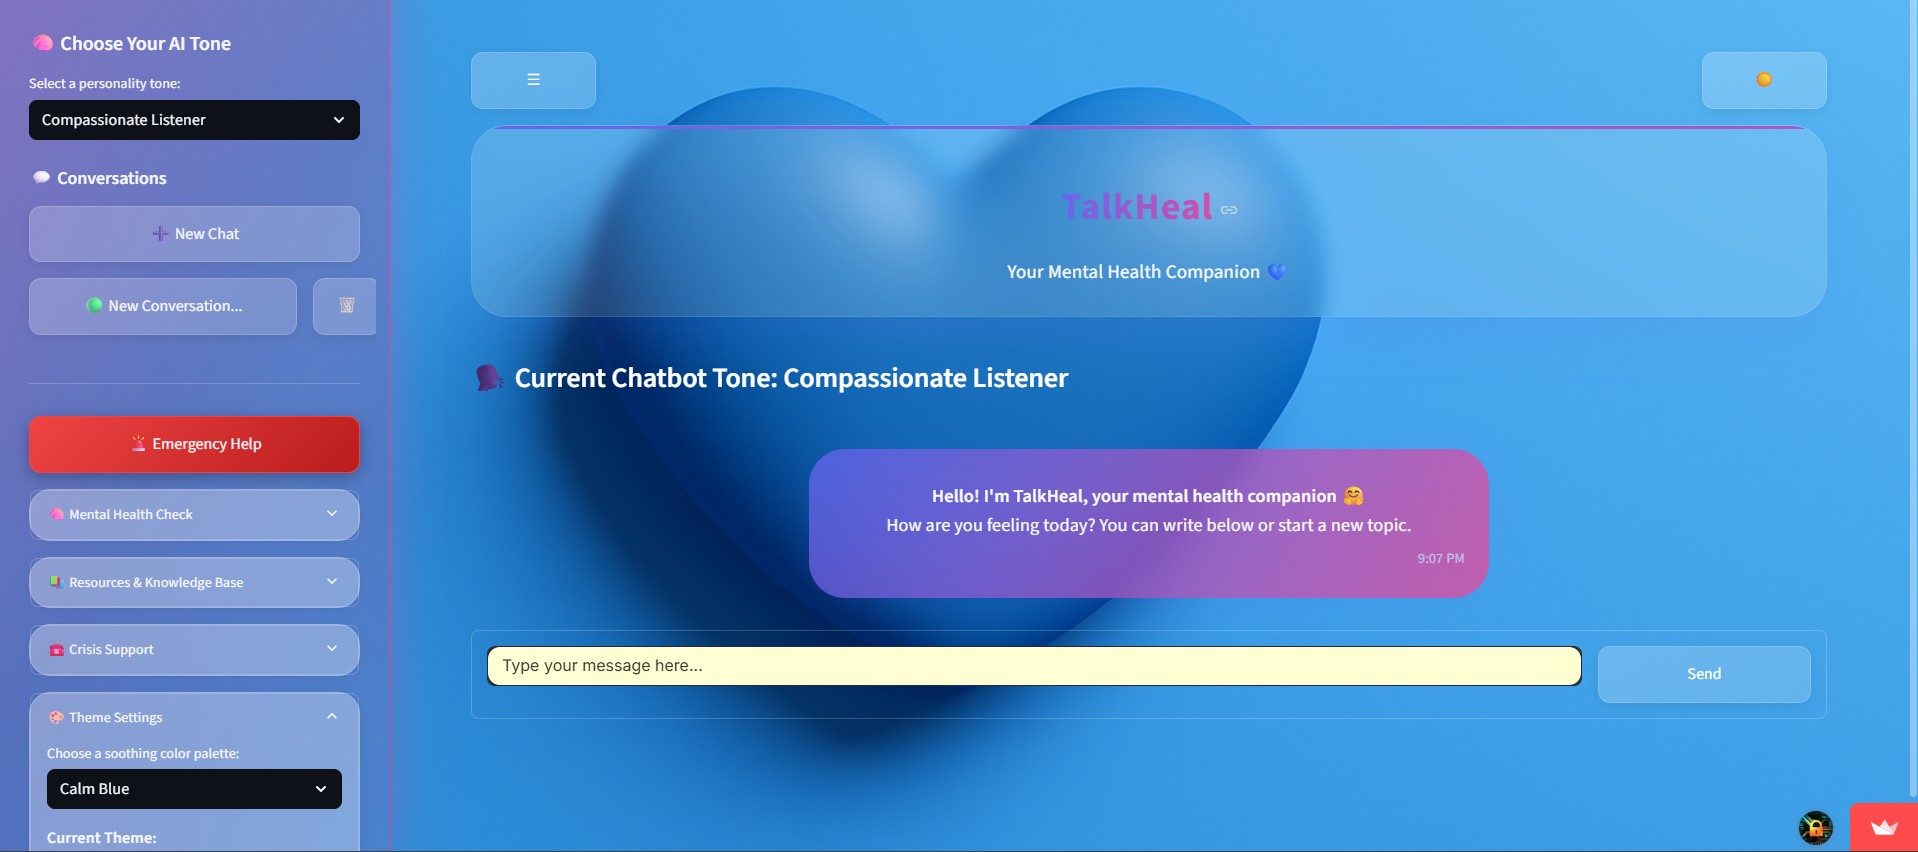 Choose Your AI Tone
Select a personality tone:
Compassionate Listener
Conversations
New Chat
New Conversation...
Emergency Help
Mental Health Check
Resources & Knowledge Base
Crisis Support
Theme Settings
Choose a soothing color palette:
Calm Blue
Current Theme:
TalkHeal
Your Mental Health Companion
Current Chatbot Tone: Compassionate Listener
Hello! I'm TalkHeal, your mental health companion
How are you feeling today? You can write below or start a new topic.
9:07 PM
Type your message here...
Send